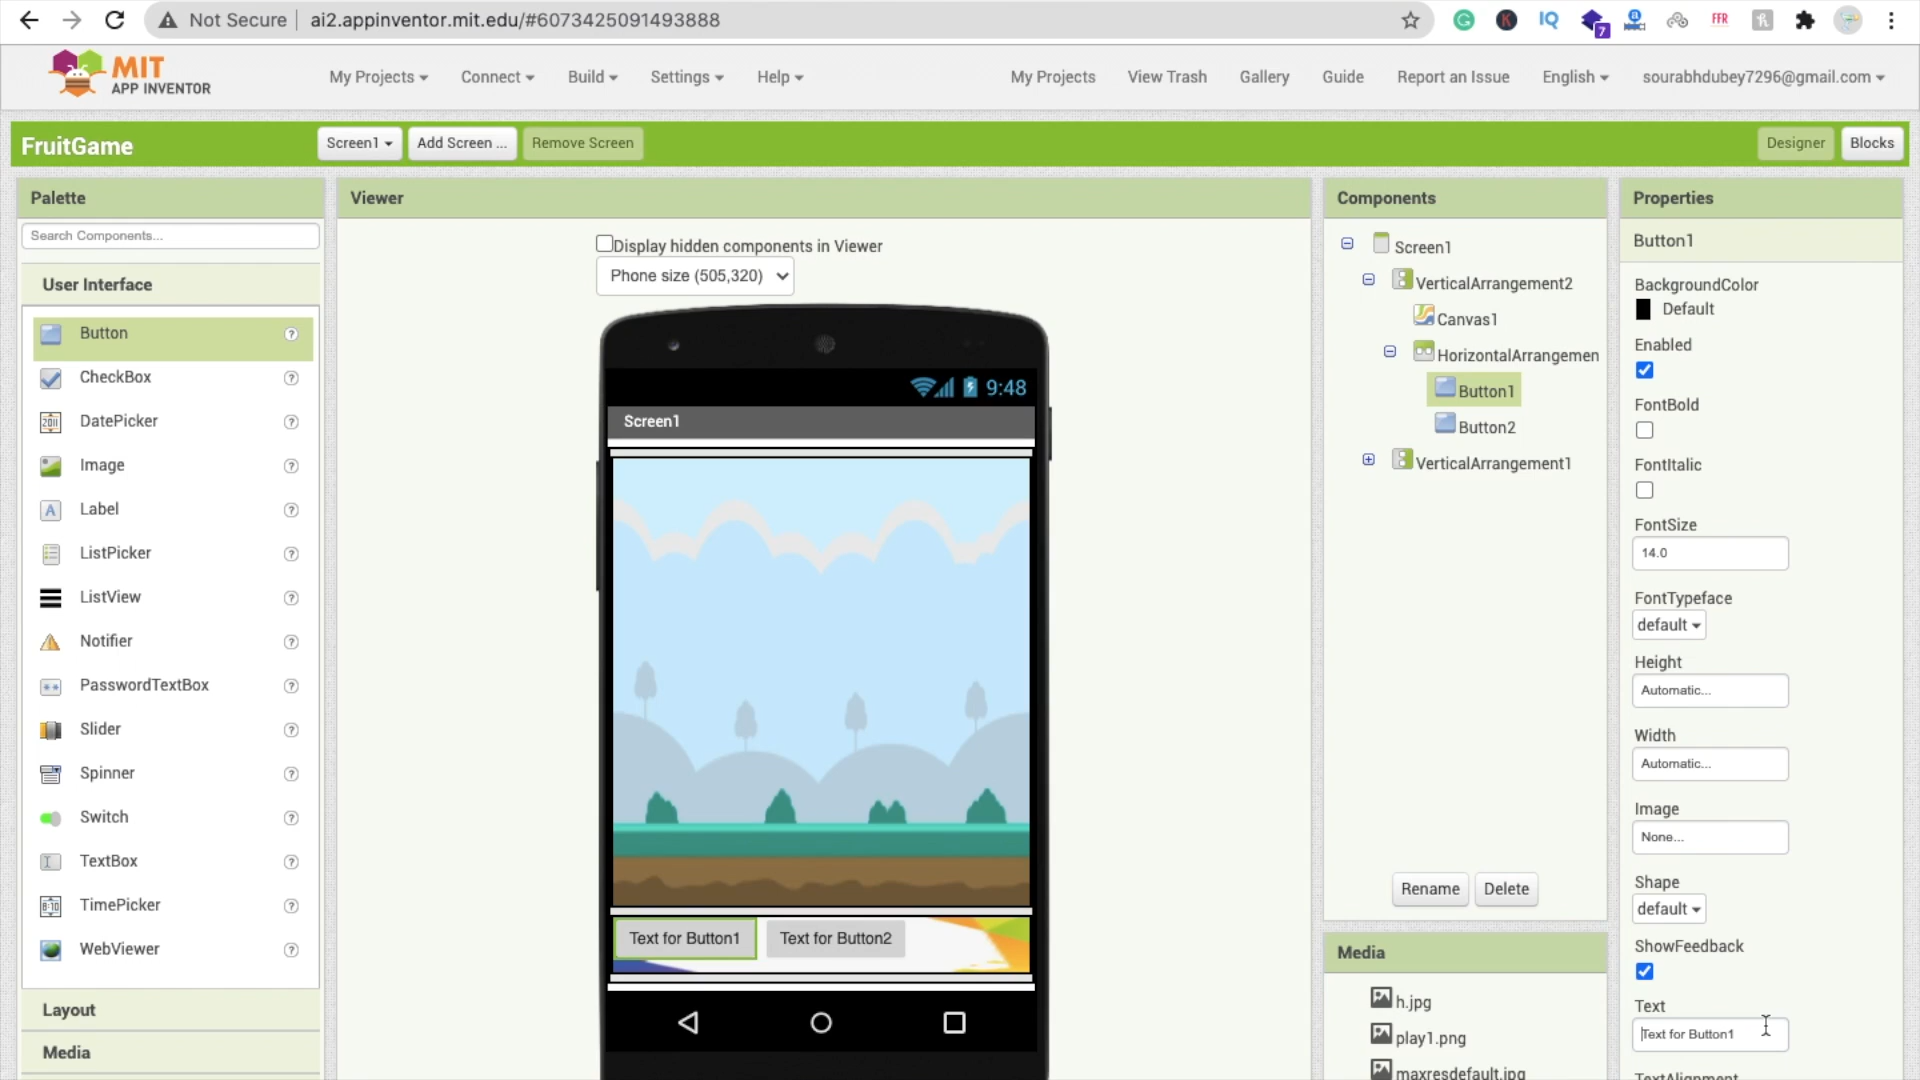 Not Secure
ai2.appinventor.mit.edu/#6073425091493888
IQ
7
FFR
MIT
APP INVENTOR
My Projects
Connect
Build
Settings
Help
My Projects
View Trash
Gallery
Guide
Report an Issue
English
sourabhdubey7296@gmail.com
FruitGame
Screen1
Add Screen ...
Remove Screen
Designer
Blocks
Palette
Search Components...
User Interface
Button
CheckBox
DatePicker
Image
Label
ListPicker
ListView
Notifier
PasswordTextBox
Slider
Spinner
Switch
TextBox
TimePicker
WebViewer
Layout
Media
Viewer
Display hidden components in Viewer
Phone size (505,320)
9:48
Screen1
Text for Button1
Text for Button2
Components
Screen1
VerticalArrangement2
Canvas1
HorizontalArrangemen
Button1
Button2
VerticalArrangement1
Rename
Delete
Media
h.jpg
play1.png
maxresdefault.jpg
Properties
Button1
BackgroundColor
Default
Enabled
FontBold
FontItalic
FontSize
14.0
FontTypeface
default
Height
Automatic...
Width
Automatic...
Image
None...
Shape
default
ShowFeedback
Text
Text for Button1
TextAlignment